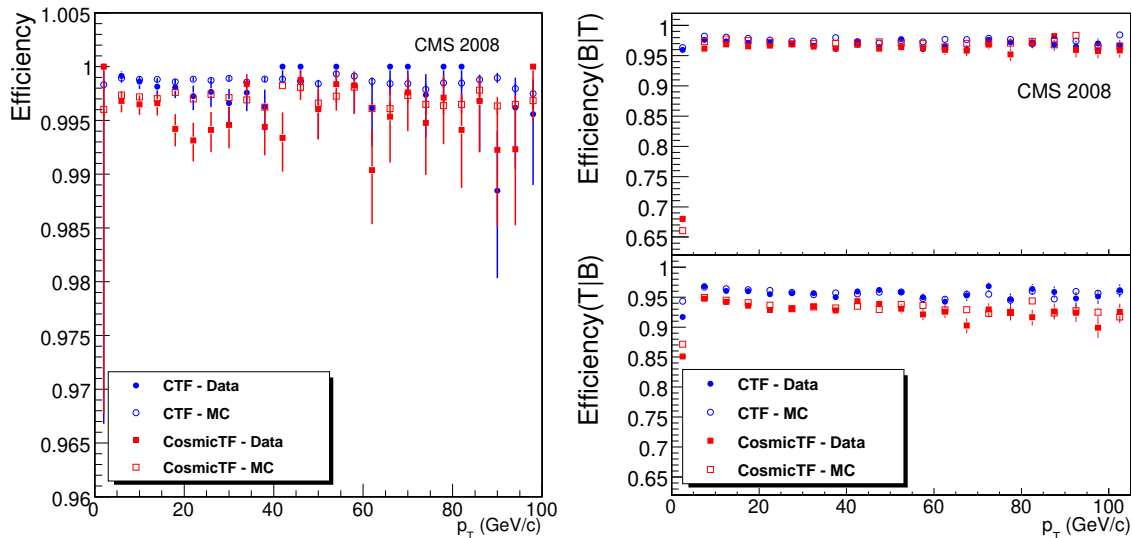 Efficiency
1.005
1
0.995
0.99
0.985
0.98
0.975
0.97
0.965
0.96
CMS 2008
CTF - Data
CTF - MC
CosmicTF - Data
CosmicTF - MC
0 20 40 60 80 100
p_T (GeV/c)
Efficiency(B|T)
1
0.95
0.9
0.85
0.8
0.75
0.7
0.65
CMS 2008
Efficiency(T|B)
1
0.95
0.9
0.85
0.8
0.75
0.7
0.65
CTF - Data
CTF - MC
CosmicTF - Data
CosmicTF - MC
0 20 40 60 80 100
p_T (GeV/c)